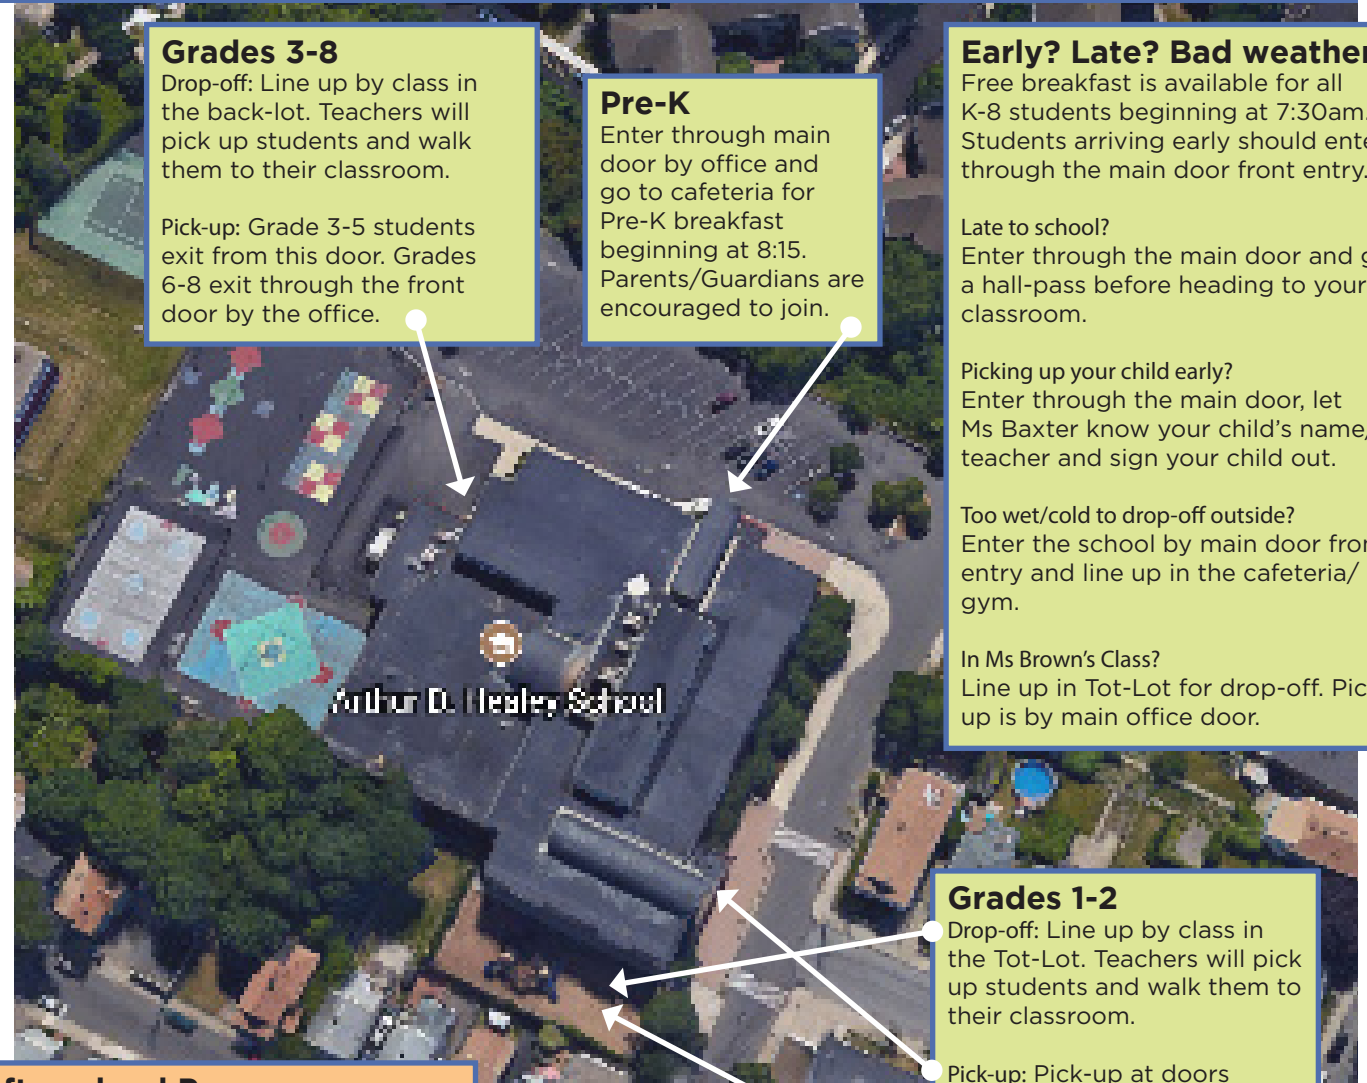 Grades 3-8
Drop-off: Line up by class in
the back-lot. Teachers will
pick up students and walk
them to their classroom.
Pick-up: Grade 3-5 students
exit from this door. Grades
6-8 exit through the front
door by the office.
Pre-K
Enter through main
door by office and
go to cafeteria for
Pre-K breakfast
beginning at 8:15.
Parents/Guardians are
encouraged to join.
Early? Late? Bad weather
Free breakfast is available for all
K-8 students beginning at 7:30am.
Students arriving early should
through the main door front entry.
Late to school?
Enter through the main door and
a hall-pass before heading to your
classroom.
Picking up your child early?
Enter through the main door, let
Ms Baxter know your child's name/
teacher and sign your child out.
Too wet/cold to drop-off outside?
Enter the school by main door
entry and line up in the cafeteria/
gym.
In Ms Brown's Class?
Line up in Tot-Lot for drop-off.
up is by main office door.
Arthur D. Healey School
Grades 1-2
Drop-off: Line up by class in
the Tot-Lot. Teachers will pick
up students and walk them to
their classroom.
Pick-up: Pick-up at doors